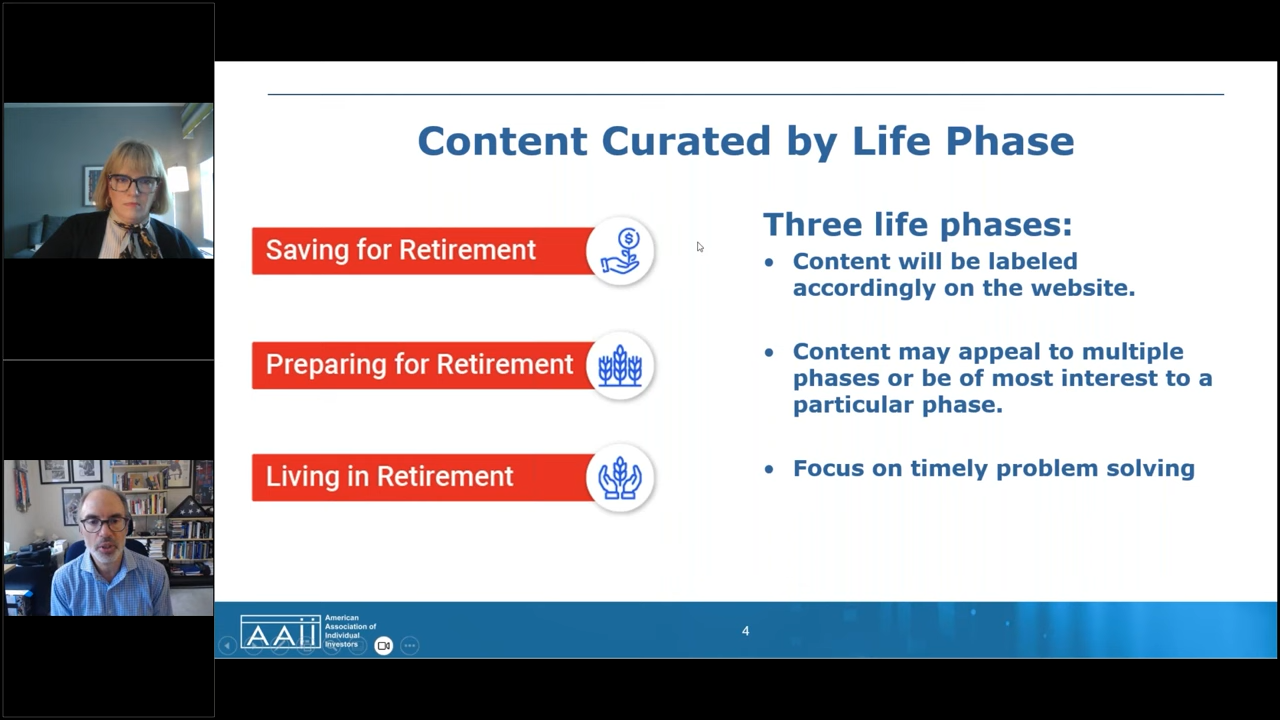 Content Curated by Life Phase
Saving for Retirement
$
Preparing for Retirement
Living in Retirement
Three life phases:
• Content will be labeled
accordingly on the website.
• Content may appeal to multiple
phases or be of most interest to a
particular phase.
• Focus on timely problem solving
AAII
American
Association of
Individual
Investors
4